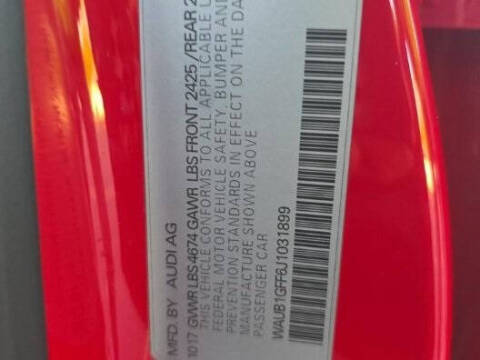 MFD. BY AUDI AG
1017 GVWR LBS 4674 GAWR LBS FRONT 2425 /REAR 2
THIS VEHICLE CONFORMS TO ALL APPLICABLE
FEDERAL MOTOR VEHICLE SAFETY, BUMPER AND
PREVENTION STANDARDS IN EFFECT ON THE DA
MANUFACTURE SHOWN ABOVE
PASSENGER CAR
WAUB1GFF6J1031899